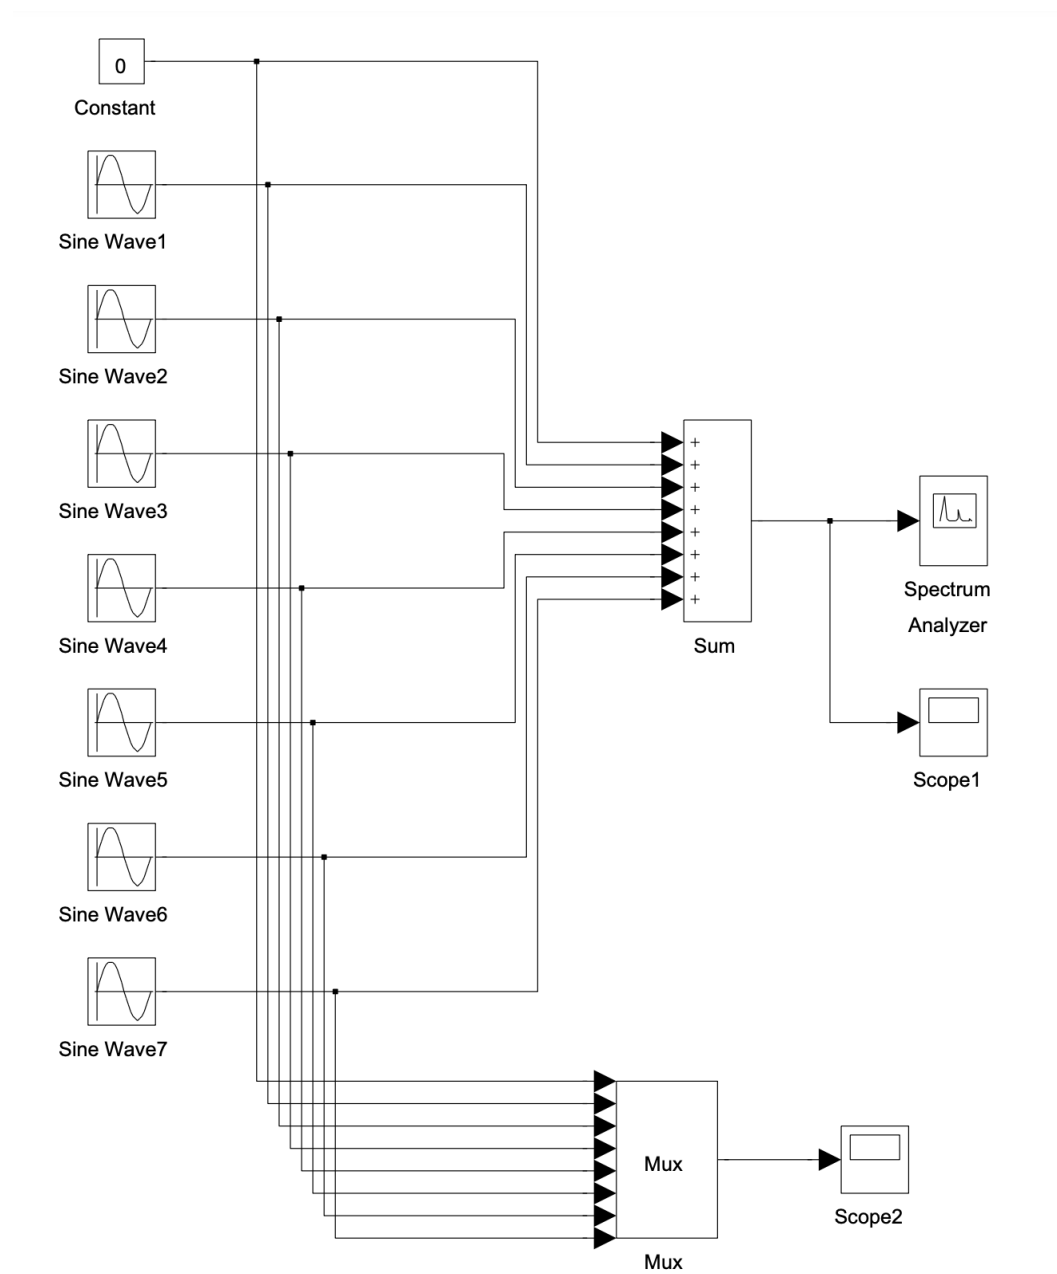 0
Constant
Sine Wave1
Sine Wave2
Sine Wave3
Sine Wave4
Sine Wave5
Sine Wave6
Sine Wave7
+
+
+
+
+
+
+
+
Sum
Spectrum
Analyzer
Scope1
Mux
Mux
Scope2